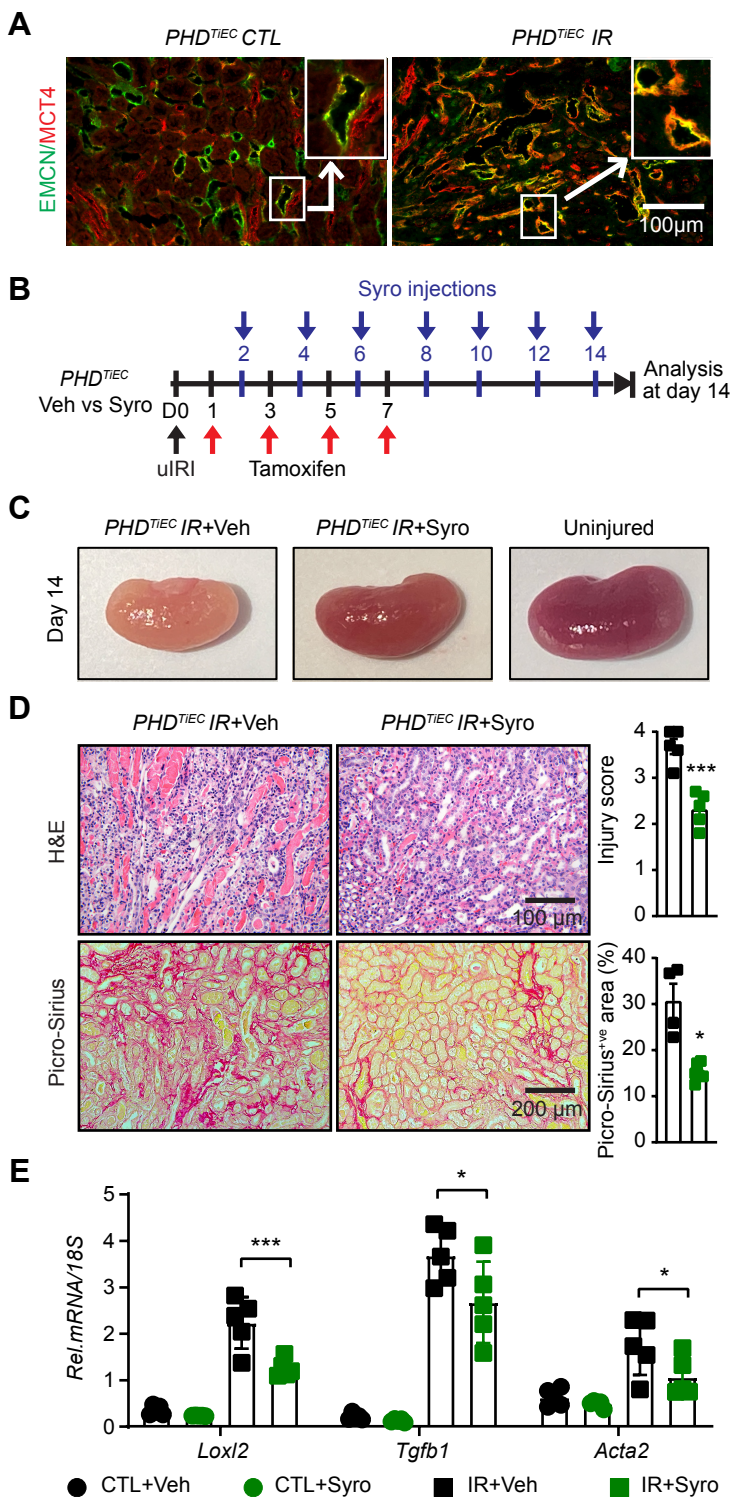 A
PHD^TiEC CTL
PHD^TiEC IR
EMCN/MCT4
100µm
B
Syro injections
2 4 6 8 10 12 14
PHD^TiEC
Veh vs Syro
D0 1 3 5 7
Analysis
at day 14
uIRI
Tamoxifen
C
PHD^TiEC IR+Veh
PHD^TiEC IR+Syro
Uninjured
Day 14
D
PHD^TiEC IR+Veh
PHD^TiEC IR+Syro
H&E
100 µm
Injury score
4
3
2
1
0
***
Picro-Sirius
200 µm
Picro-Sirius^+ve area (%)
40
30
20
10
0
*
E
Rel.mRNA/18S
5
4
3
2
1
0
***
*
*
Loxl2
Tgfb1
Acta2
CTL+Veh
CTL+Syro
IR+Veh
IR+Syro